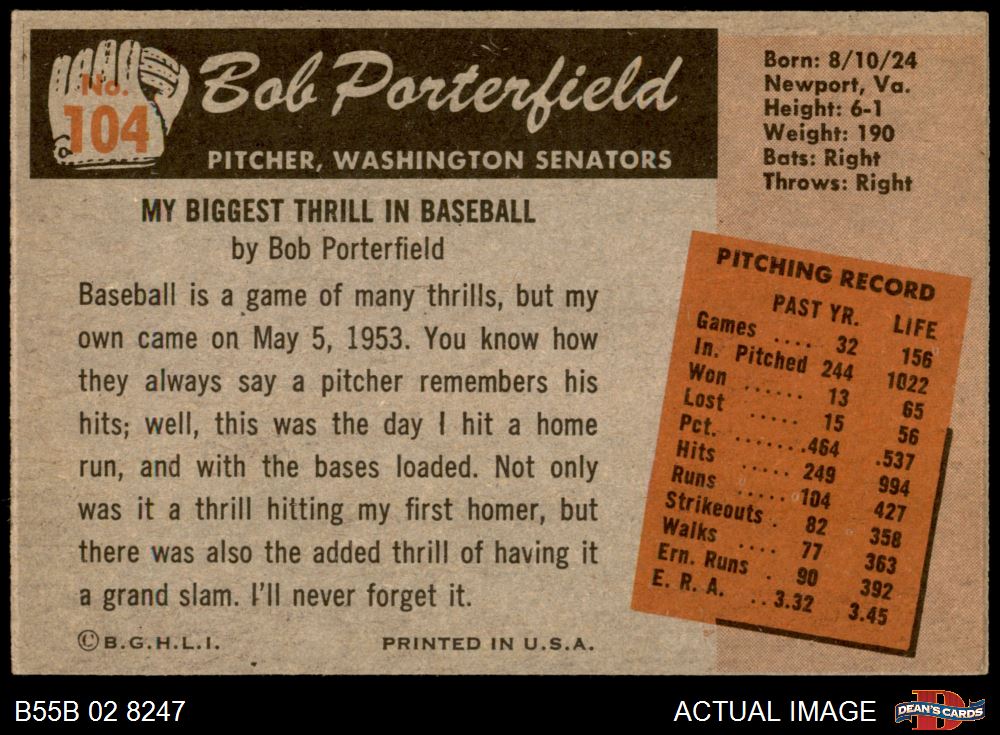 No.
104
Bob Porterfield
PITCHER, WASHINGTON SENATORS
Born: 8/10/24
Newport, Va.
Height: 6-1
Weight: 190
Bats: Right
Throws: Right
MY BIGGEST THRILL IN BASEBALL
by Bob Porterfield
Baseball is a game of many thrills, but my
own came on May 5, 1953. You know how
they always say a pitcher remembers his
hits; well, this was the day I hit a home
run, and with the bases loaded. Not only
was it a thrill hitting my first homer, but
there was also the added thrill of having it
a grand slam. I'll never forget it.
©B.G.H.L.I. PRINTED IN U.S.A.
PITCHING RECORD
PAST YR. LIFE
Games .... 32 156
In. Pitched 244 1022
Won ...... 13 65
Lost ..... 15 56
Pct. .......464 .537
Hits ..... 249 994
Runs ..... 104 427
Strikeouts . 82 358
Walks .... 77 363
Ern. Runs . 90 392
E. R. A. ..3.32 3.45
B55B 02 8247
ACTUAL IMAGE
D
DEAN'S CARDS